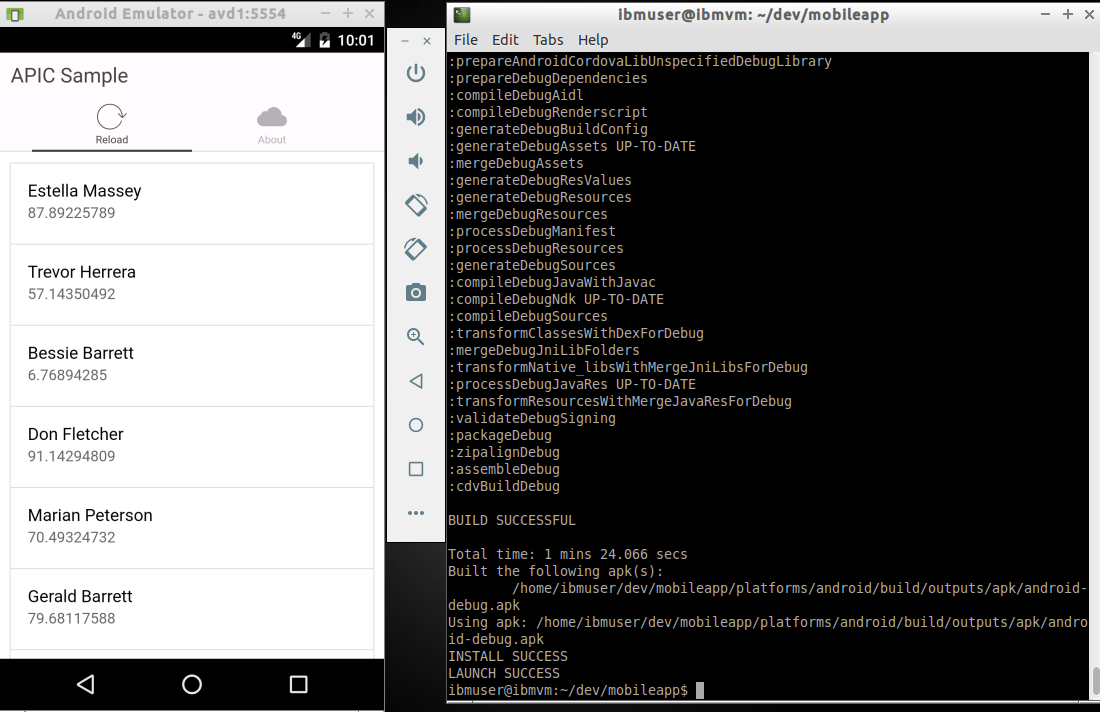 Android Emulator - avd1:5554
4G 10:01
APIC Sample
Reload
About
Estella Massey
87.89225789
Trevor Herrera
57.14350492
Bessie Barrett
6.76894285
Don Fletcher
91.14294809
Marian Peterson
70.49324732
Gerald Barrett
79.68117588
ibmuser@ibmvm: ~/dev/mobileapp
File Edit Tabs Help
:prepareAndroidCordovaLibUnspecifiedDebugLibrary
:prepareDebugDependencies
:compileDebugAidl
:compileDebugRenderscript
:generateDebugBuildConfig
:generateDebugAssets UP-TO-DATE
:mergeDebugAssets
:generateDebugResValues
:generateDebugResources
:mergeDebugResources
:processDebugManifest
:processDebugResources
:generateDebugSources
:compileDebugJavaWithJavac
:compileDebugNdk UP-TO-DATE
:compileDebugSources
:transformClassesWithDexForDebug
:mergeDebugJniLibFolders
:transformNative_libsWithMergeJniLibsForDebug
:processDebugJavaRes UP-TO-DATE
:transformResourcesWithMergeJavaResForDebug
:validateDebugSigning
:packageDebug
:zipalignDebug
:assembleDebug
:cdvBuildDebug
BUILD SUCCESSFUL
Total time: 1 mins 24.066 secs
Built the following apk(s):
/home/ibmuser/dev/mobileapp/platforms/android/build/outputs/apk/android-
debug.apk
Using apk: /home/ibmuser/dev/mobileapp/platforms/android/build/outputs/apk/andro
id-debug.apk
INSTALL SUCCESS
LAUNCH SUCCESS
ibmuser@ibmvm:~/dev/mobileapp$